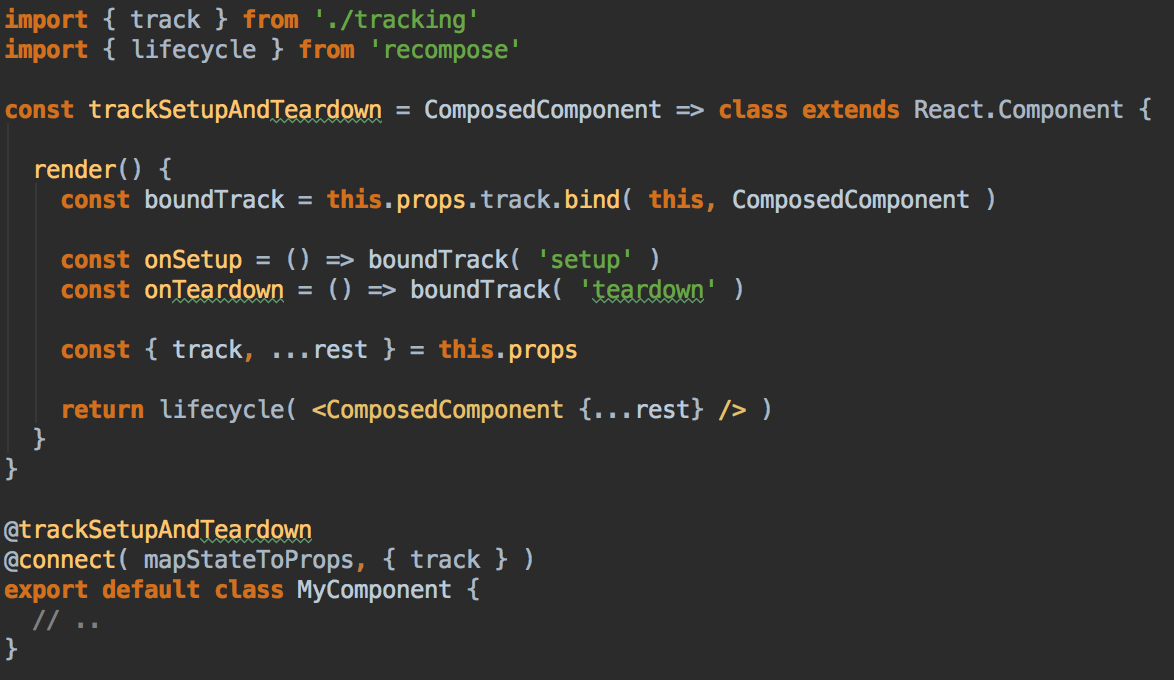 import { track } from './tracking'
import { lifecycle } from 'recompose'
const trackSetupAndTeardown = ComposedComponent => class extends React.Component {
render() {
const boundTrack = this.props.track.bind( this, ComposedComponent )
const onSetup = () => boundTrack( 'setup' )
const onTeardown = () => boundTrack( 'teardown' )
const { track, ...rest } = this.props
return lifecycle( <ComposedComponent {...rest} /> )
}
}
@trackSetupAndTeardown
@connect( mapStateToProps, { track } )
export default class MyComponent {
// ..
}